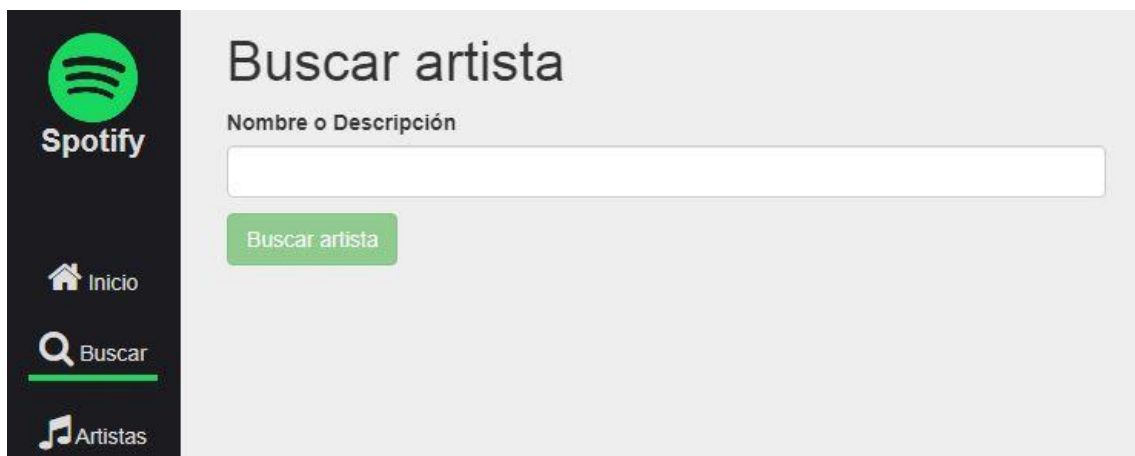 Spotify
Inicio
Buscar
Artistas
Buscar artista
Nombre o Descripción
Buscar artista